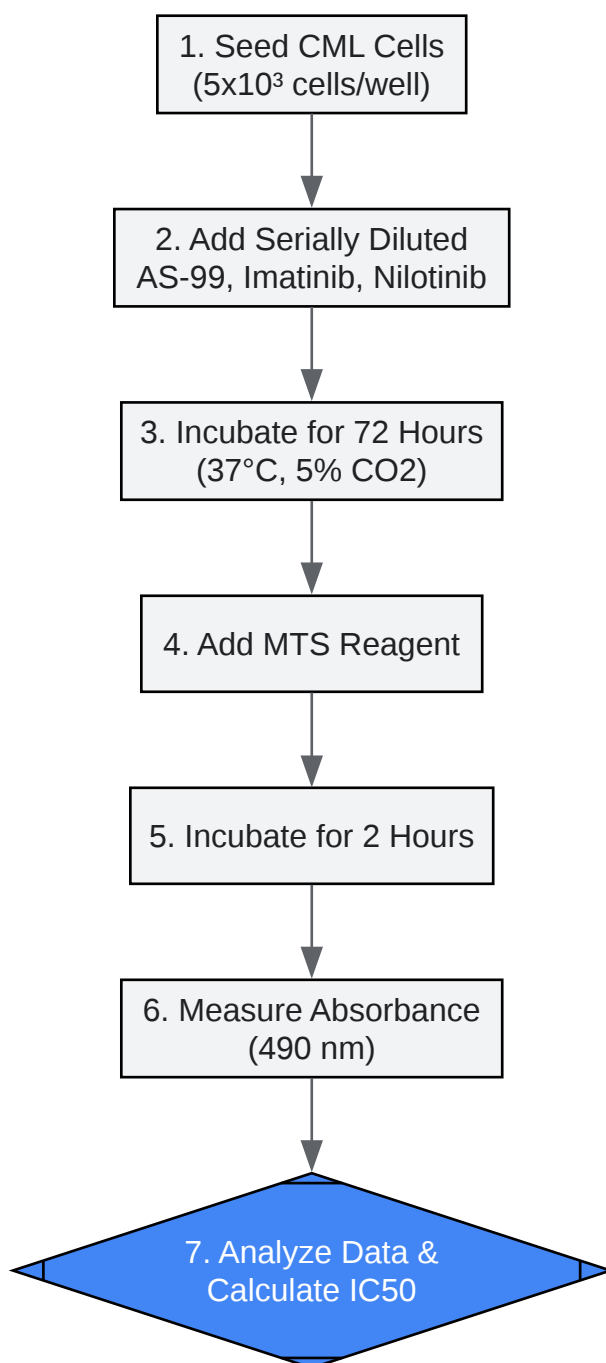 1. Seed CML Cells
(5x10³ cells/well)
2. Add Serially Diluted
AS-99, Imatinib, Nilotinib
3. Incubate for 72 Hours
(37°C, 5% CO2)
4. Add MTS Reagent
5. Incubate for 2 Hours
6. Measure Absorbance
(490 nm)
7. Analyze Data &
Calculate IC50